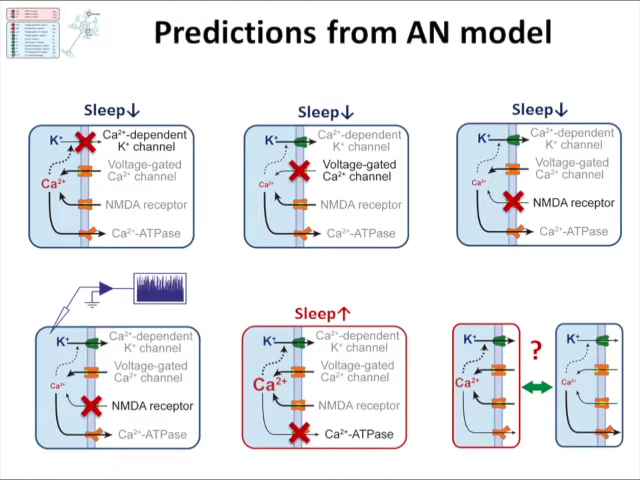 Predictions from AN model
Sleep↓
K⁺
Ca²⁺-dependent
K⁺ channel
Voltage-gated
Ca²⁺ channel
Ca²⁺
NMDA receptor
Ca²⁺-ATPase
Sleep↓
K⁺
Ca²⁺-dependent
K⁺ channel
Voltage-gated
Ca²⁺ channel
Ca²⁺
NMDA receptor
Ca²⁺-ATPase
Sleep↓
K⁺
Ca²⁺-dependent
K⁺ channel
Voltage-gated
Ca²⁺ channel
Ca²⁺
NMDA receptor
Ca²⁺-ATPase
K⁺
Ca²⁺-dependent
K⁺ channel
Voltage-gated
Ca²⁺ channel
Ca²⁺
NMDA receptor
Ca²⁺-ATPase
Sleep↑
K⁺
Ca²⁺-dependent
K⁺ channel
Voltage-gated
Ca²⁺ channel
Ca²⁺
NMDA receptor
Ca²⁺-ATPase
K⁺
Ca²⁺
?
K⁺
Ca²⁺